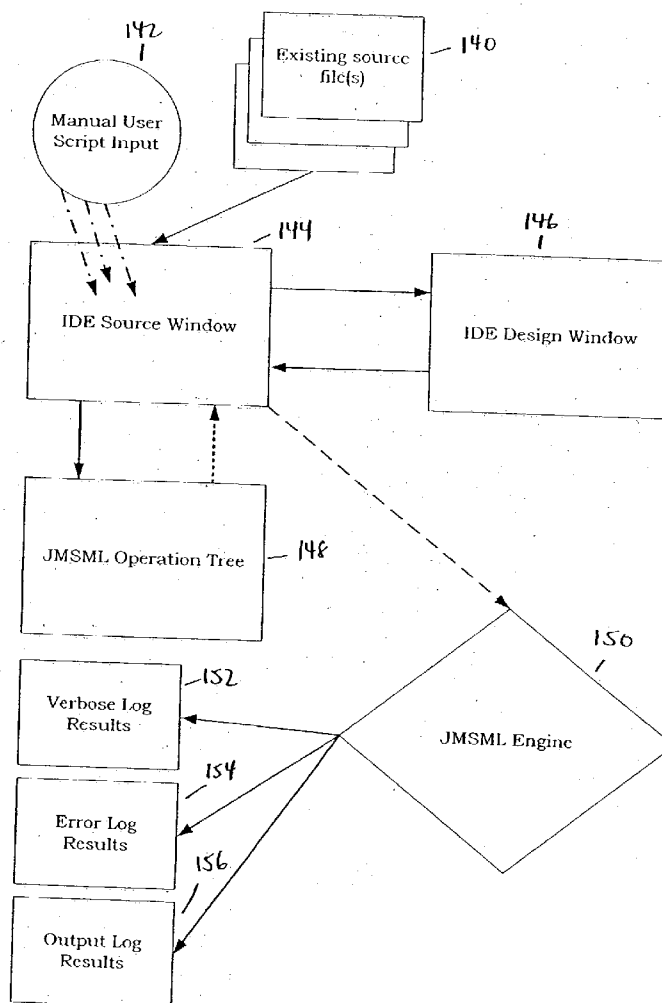 142
Manual User
Script Input
Existing source
file(s)
140
144
IDE Source Window
146
IDE Design Window
JMSML Operation Tree
148
150
JMSML Engine
152
Verbose Log
Results
154
Error Log
Results
156
Output Log
Results